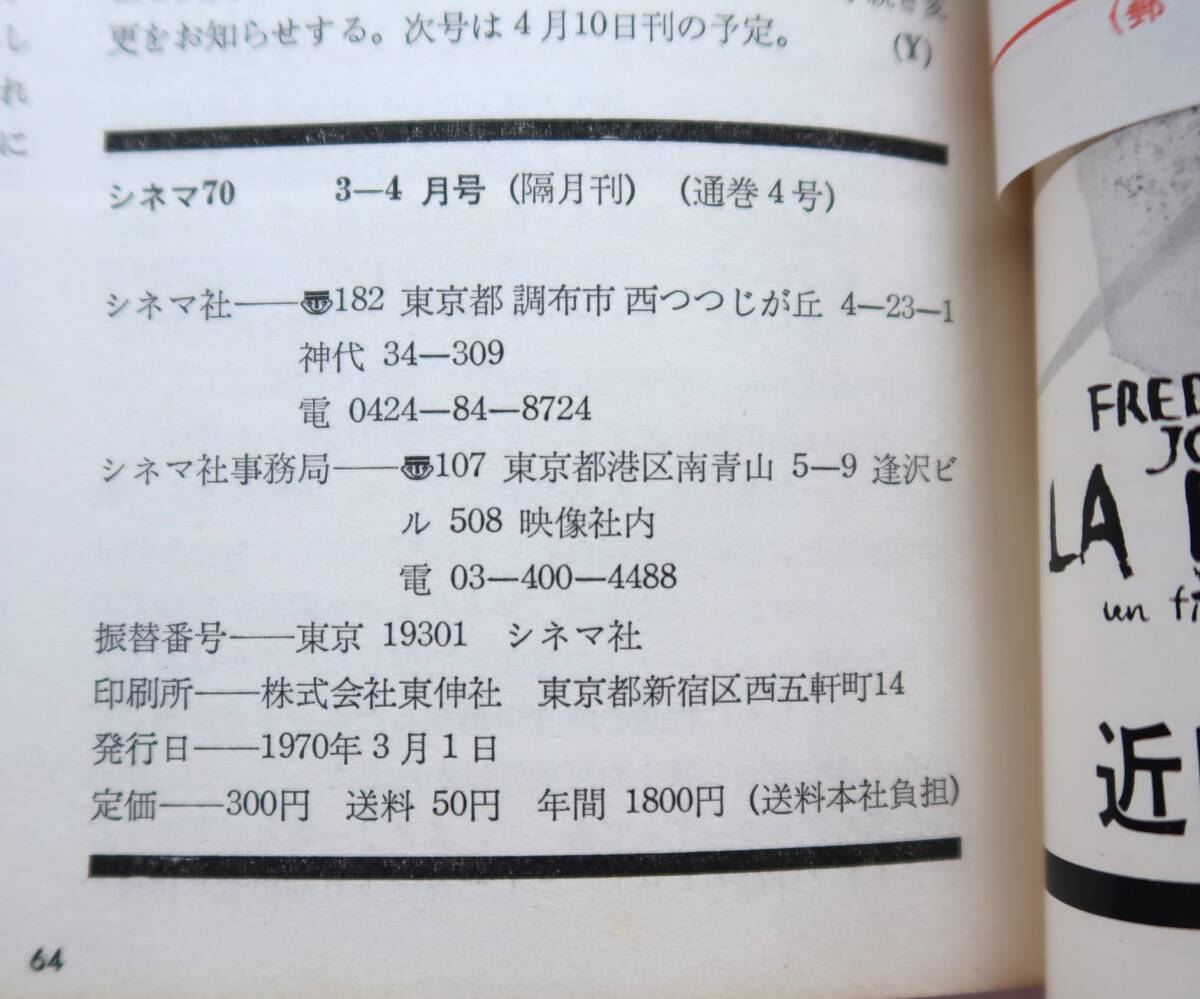 し
れ
に
更をお知らせする。次号は4月10日刊の予定。
(Y)
シネマ70 3—4 月号 (隔月刊) (通巻4号)
シネマ社——〠182 東京都 調布市 西つつじが丘 4—23—1
神代 34—309
電 0424—84—8724
シネマ社事務局——〠107 東京都港区南青山 5—9 逢沢ビ
ル 508 映像社内
電 03—400—4488
振替番号——東京 19301 シネマ社
印刷所——株式会社東伸社 東京都新宿区西五軒町14
発行日——1970年3月1日
定価——300円 送料 50円 年間 1800円 (送料本社負担)
64
(郵
FRED
JO
LA
un fi
近